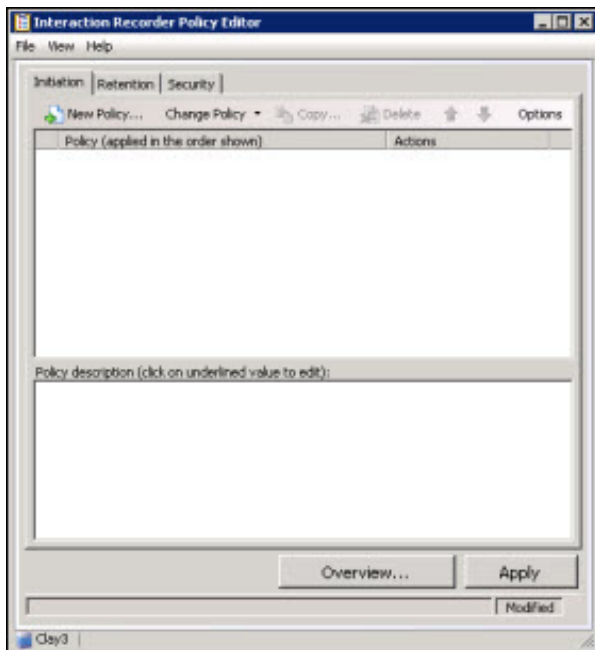 Interaction Recorder Policy Editor
File View Help
Initiation Retention Security
New Policy... Change Policy Copy... Delete Options
Policy (applied in the order shown) Actions
Policy description (click on underlined value to edit):
Overview... Apply
Modified
Clay3